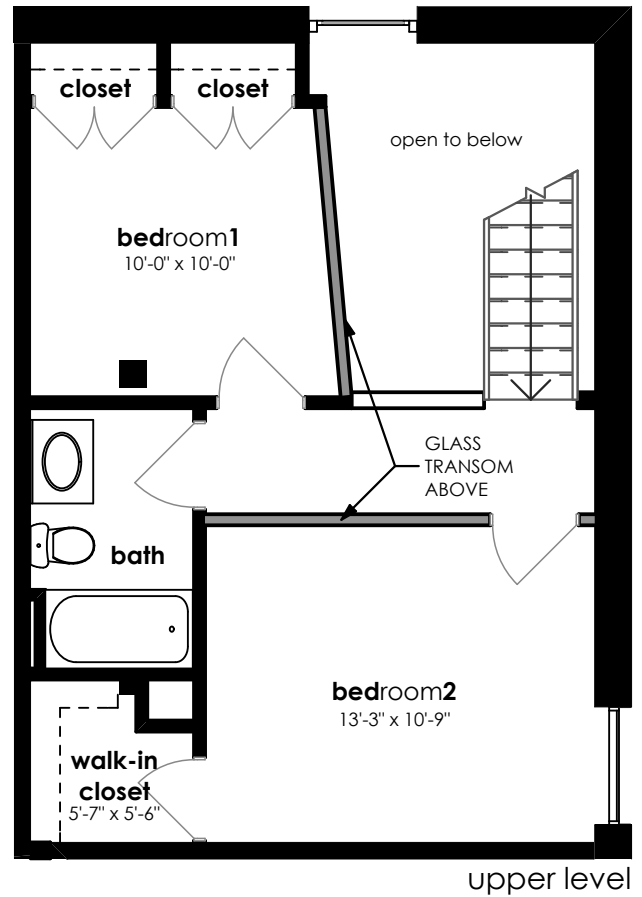 closet
closet
open to below
bedroom1
10'-0" x 10'-0"
GLASS
TRANSOM
ABOVE
bath
bedroom2
13'-3" x 10'-9"
walk-in
closet
5'-7" x 5'-6"
upper level